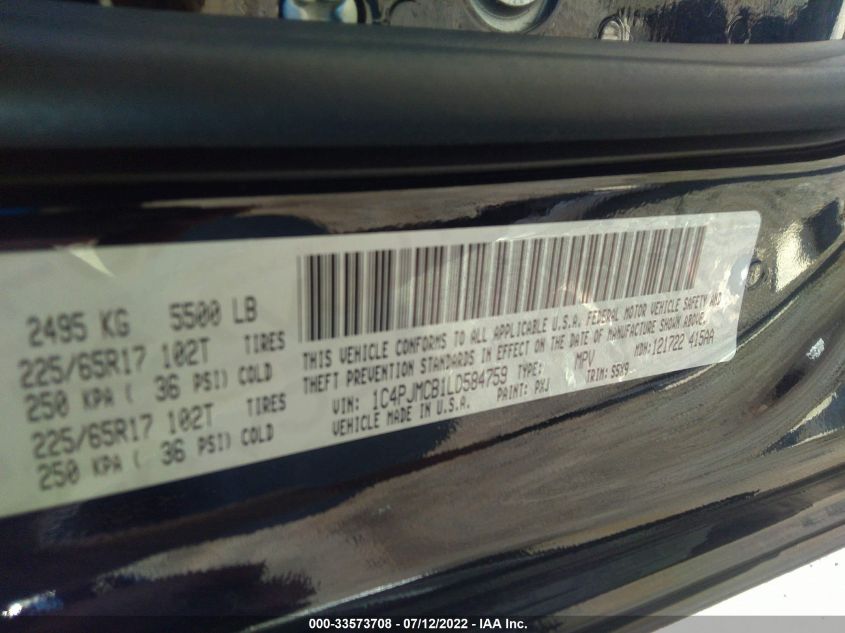 2495 KG 5500 LB
225/65R17 102T TIRES
250 KPA ( 36 PSI) COLD
225/65R17 102T TIRES
250 KPA ( 36 PSI) COLD
THIS VEHICLE CONFORMS TO ALL APPLICABLE U.S.A. FEDERAL MOTOR VEHICLE SAFETY AND
THEFT PREVENTION STANDARDS IN EFFECT ON THE DATE OF MANUFACTURE SHOWN ABOVE.
VIN: 1C4PJMCB1LD584759 TYPE: MPV MDH: 121722 415AA
VEHICLE MADE IN U.S.A. PAINT: PXJ TRIM: S5X9
000-33573708 - 07/12/2022 - IAA Inc.